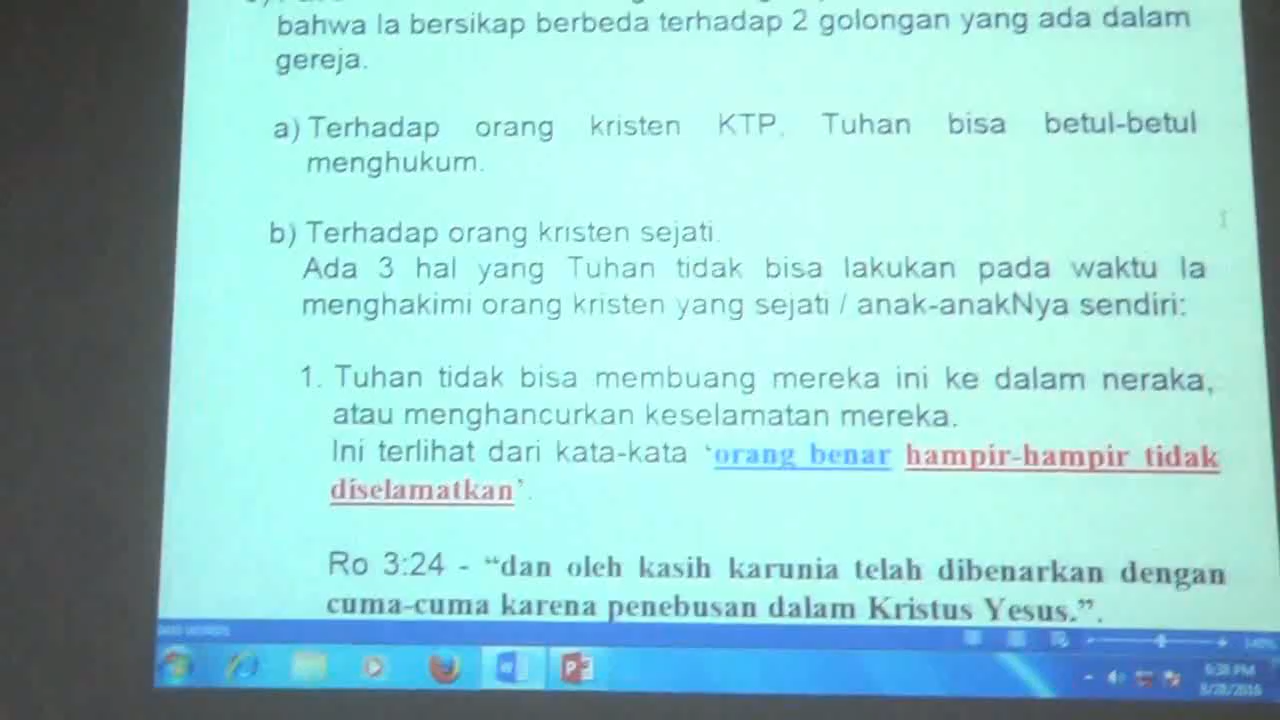 bahwa Ia bersikap berbeda terhadap 2 golongan yang ada dalam
gereja.
a) Terhadap orang kristen KTP, Tuhan bisa betul-betul
menghukum.
b) Terhadap orang kristen sejati.
Ada 3 hal yang Tuhan tidak bisa lakukan pada waktu Ia
menghakimi orang kristen yang sejati / anak-anakNya sendiri:
1. Tuhan tidak bisa membuang mereka ini ke dalam neraka,
atau menghancurkan keselamatan mereka.
Ini terlihat dari kata-kata ‘orang benar hampir-hampir tidak
diselamatkan’.
Ro 3:24 - “dan oleh kasih karunia telah dibenarkan dengan
cuma-cuma karena penebusan dalam Kristus Yesus.”.
6:38 PM